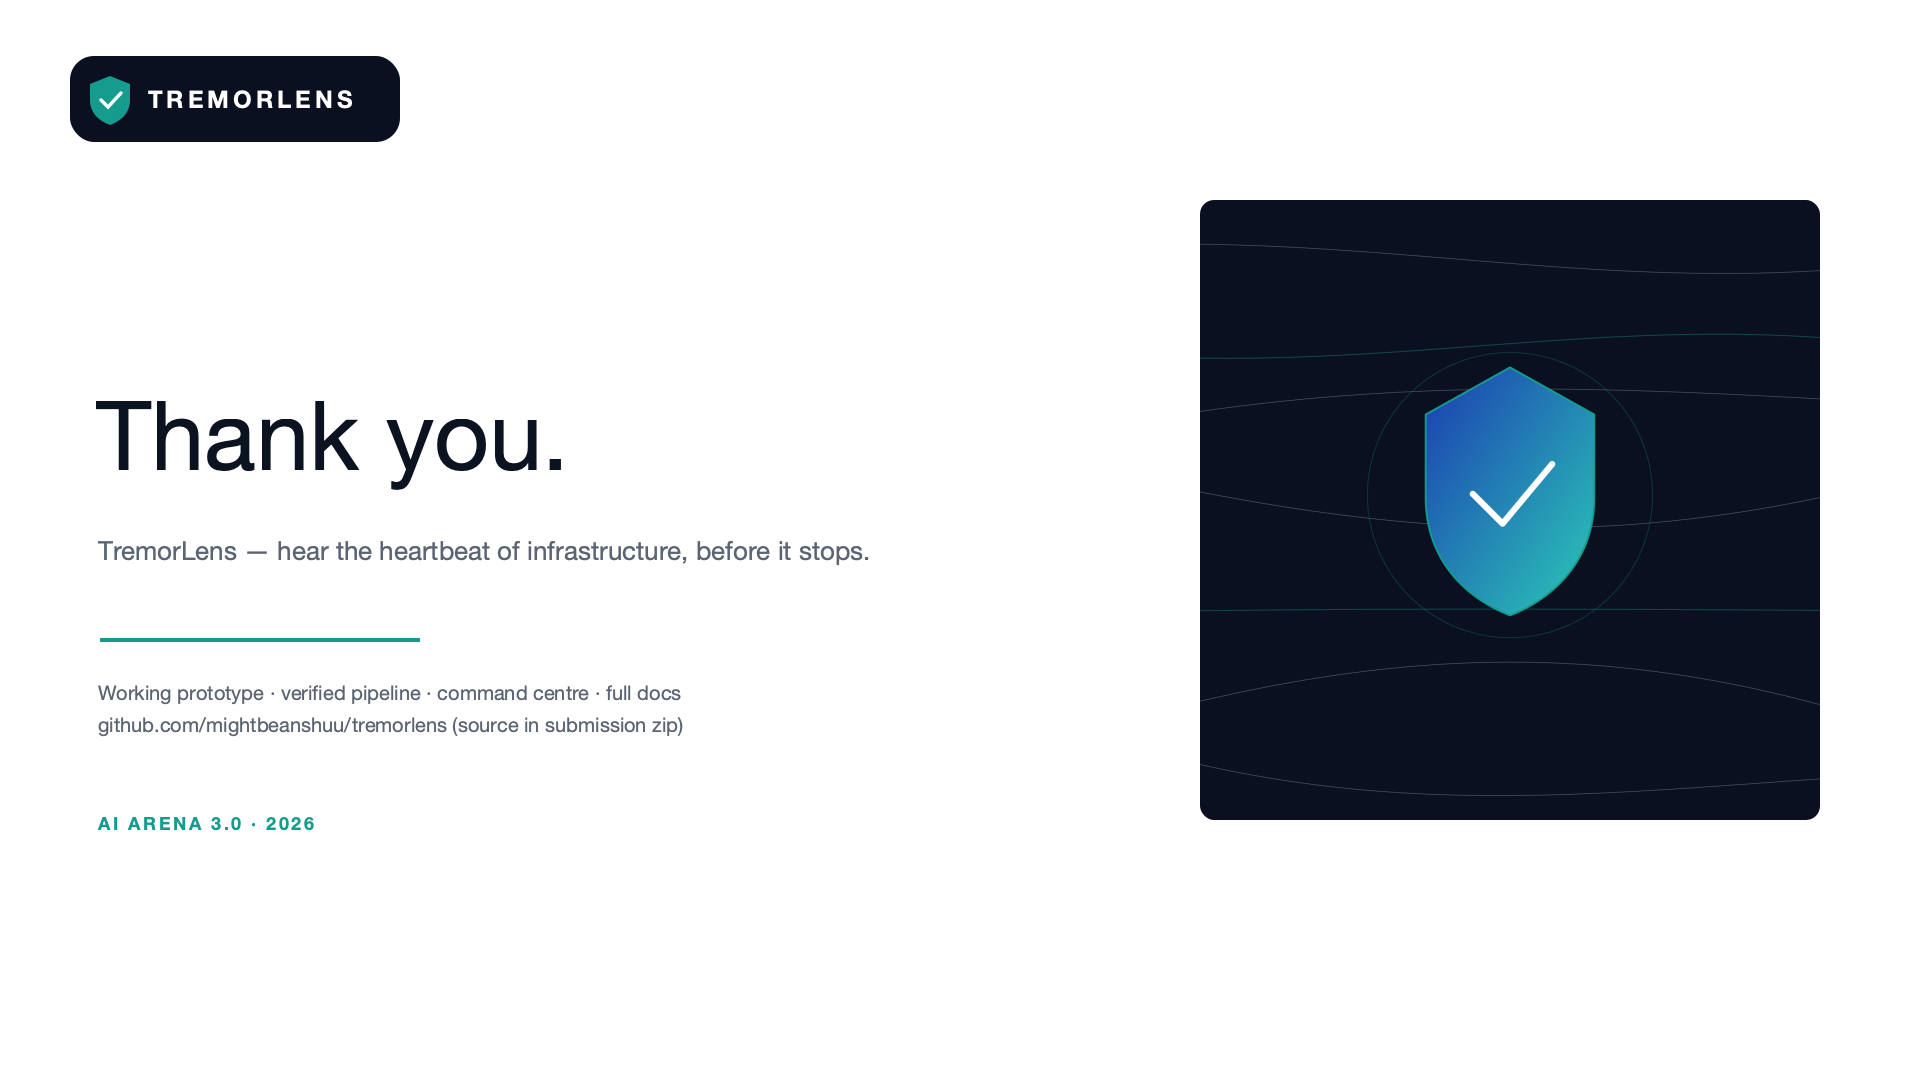 TREMORLENS
Thank you.
TremorLens — hear the heartbeat of infrastructure, before it stops.
Working prototype · verified pipeline · command centre · full docs
github.com/mightbeanshuu/tremorlens (source in submission zip)
AI ARENA 3.0 · 2026